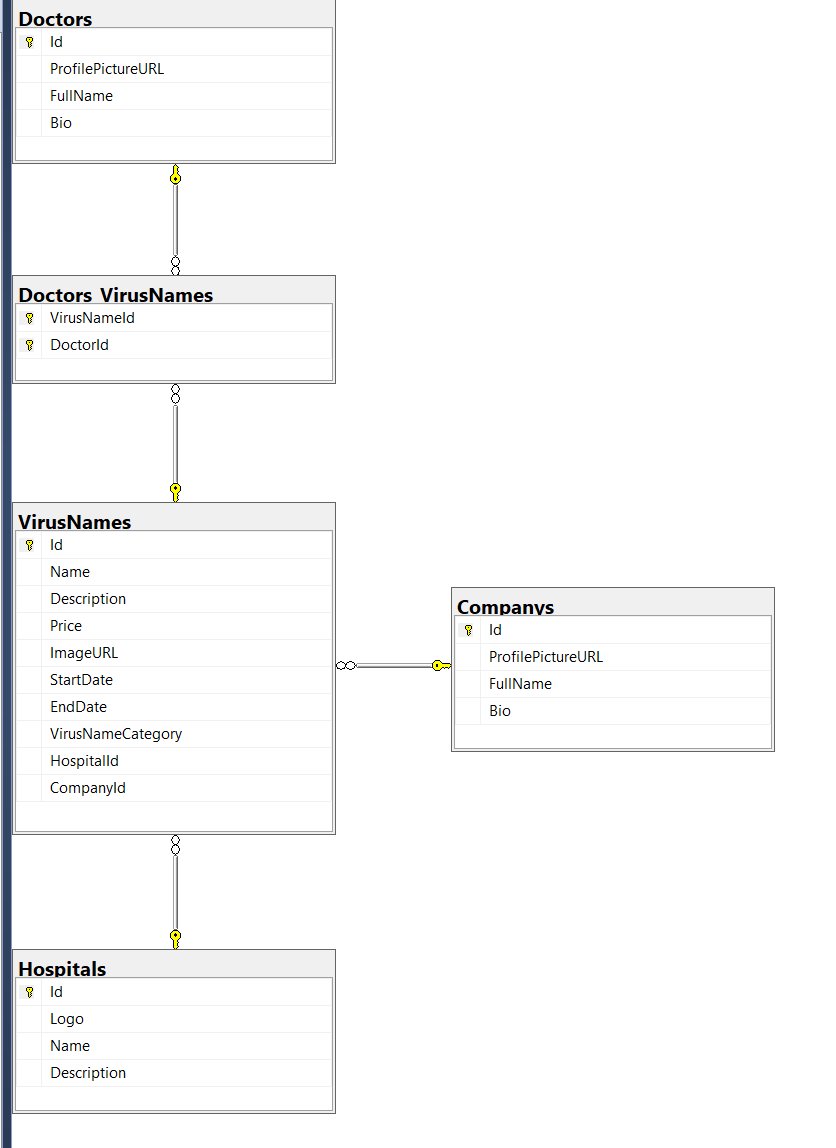 Doctors
Id
ProfilePictureURL
FullName
Bio
Doctors_VirusNames
VirusNameId
DoctorId
VirusNames
Id
Name
Description
Price
ImageURL
StartDate
EndDate
VirusNameCategory
HospitalId
CompanyId
Companys
Id
ProfilePictureURL
FullName
Bio
Hospitals
Id
Logo
Name
Description